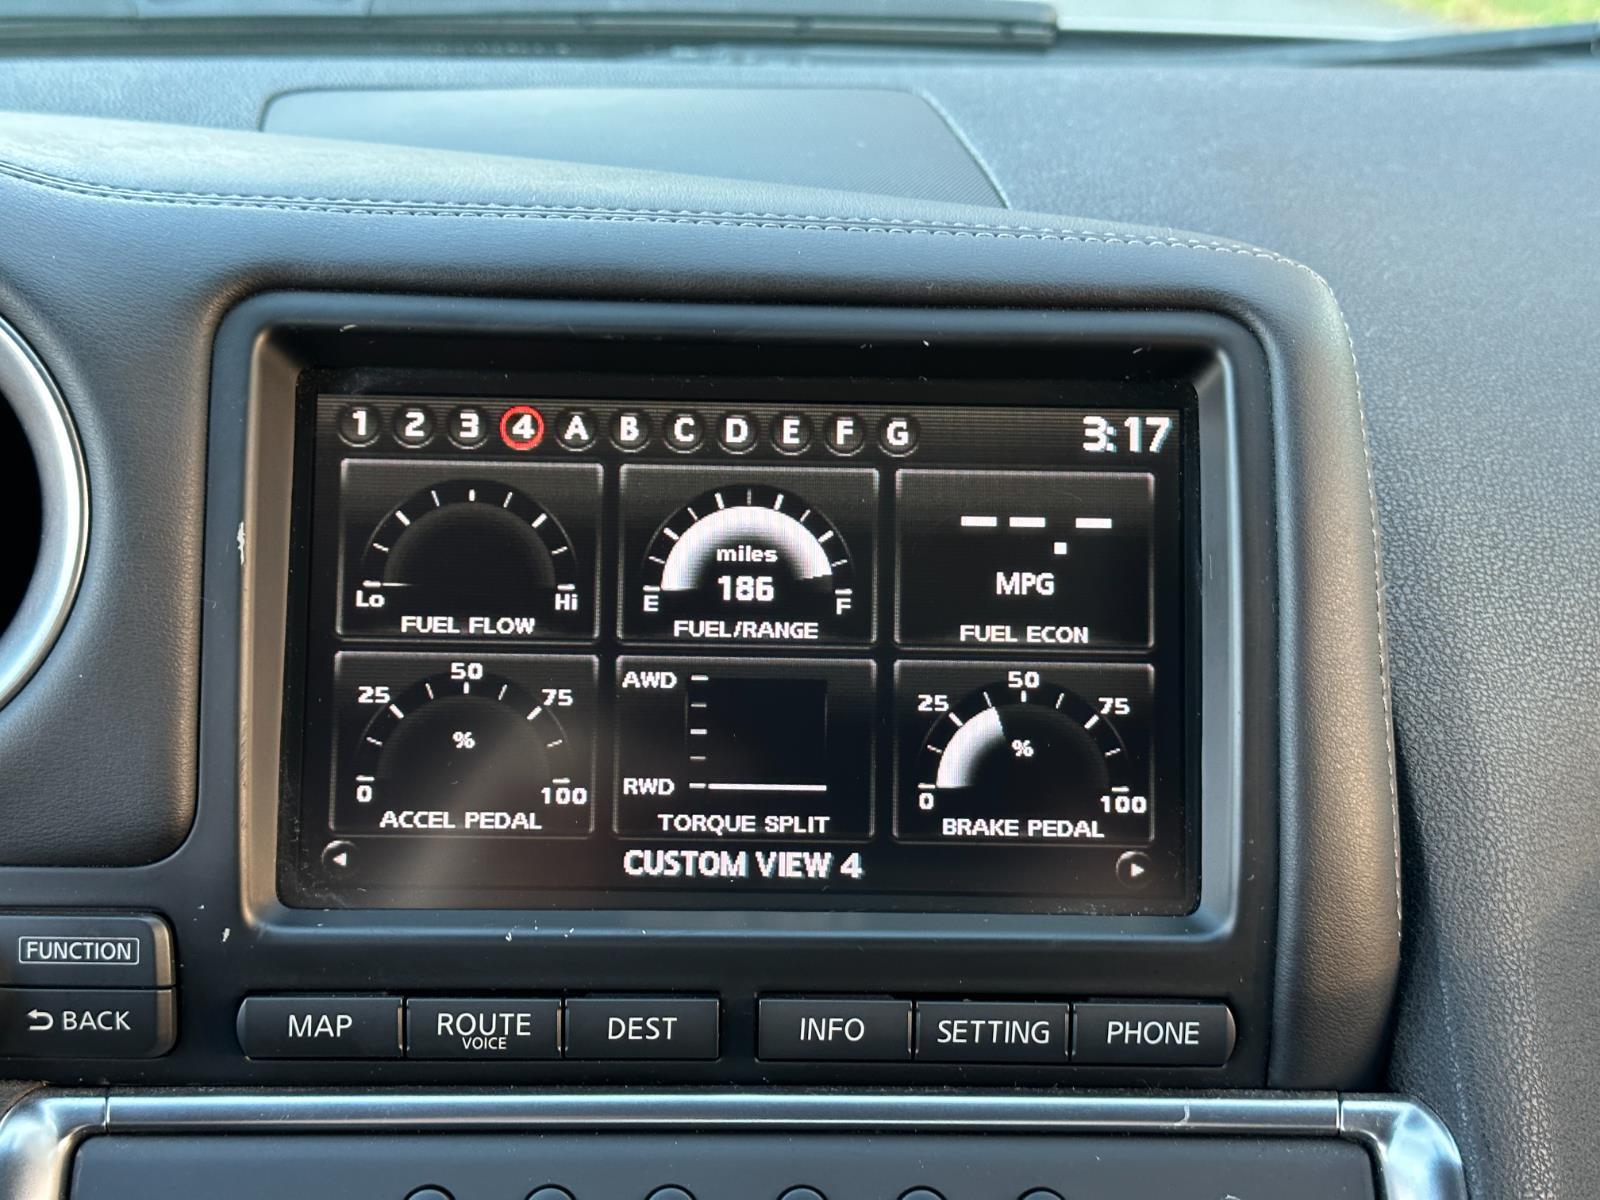 1 2 3 4 A B C D E F G 3:17
Lo Hi
FUEL FLOW
miles
186
E F
FUEL/RANGE
-- -.-
MPG
FUEL ECON
0 25 50 75 100
%
ACCEL PEDAL
AWD
RWD
TORQUE SPLIT
0 25 50 75 100
%
BRAKE PEDAL
CUSTOM VIEW 4
FUNCTION
BACK
MAP
ROUTE
VOICE
DEST
INFO
SETTING
PHONE